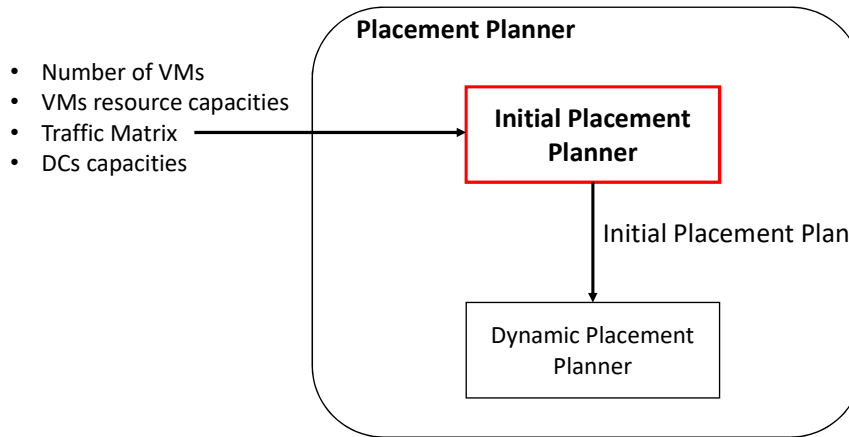 Placement Planner
• Number of VMs
• VMs resource capacities
• Traffic Matrix
• DCs capacities
Initial Placement
Planner
Initial Placement Plan
Dynamic Placement
Planner